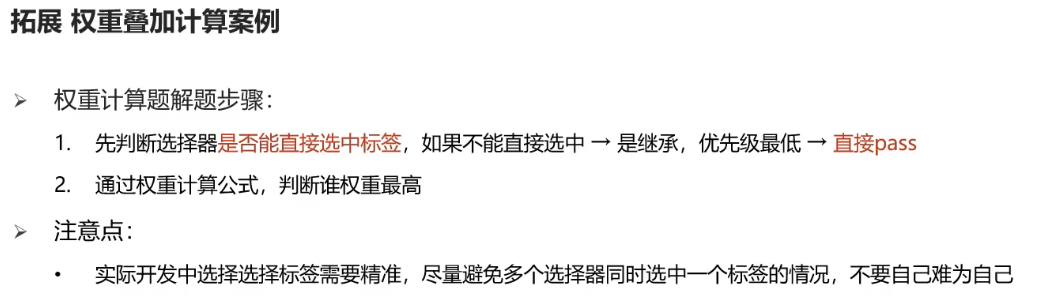 拓展 权重叠加计算案例
➢ 权重计算题解题步骤：
1. 先判断选择器是否能直接选中标签，如果不能直接选中 → 是继承，优先级最低 → 直接pass
2. 通过权重计算公式，判断谁权重最高
➢ 注意点：
• 实际开发中选择选择标签需要精准，尽量避免多个选择器同时选中一个标签的情况，不要自己难为自己